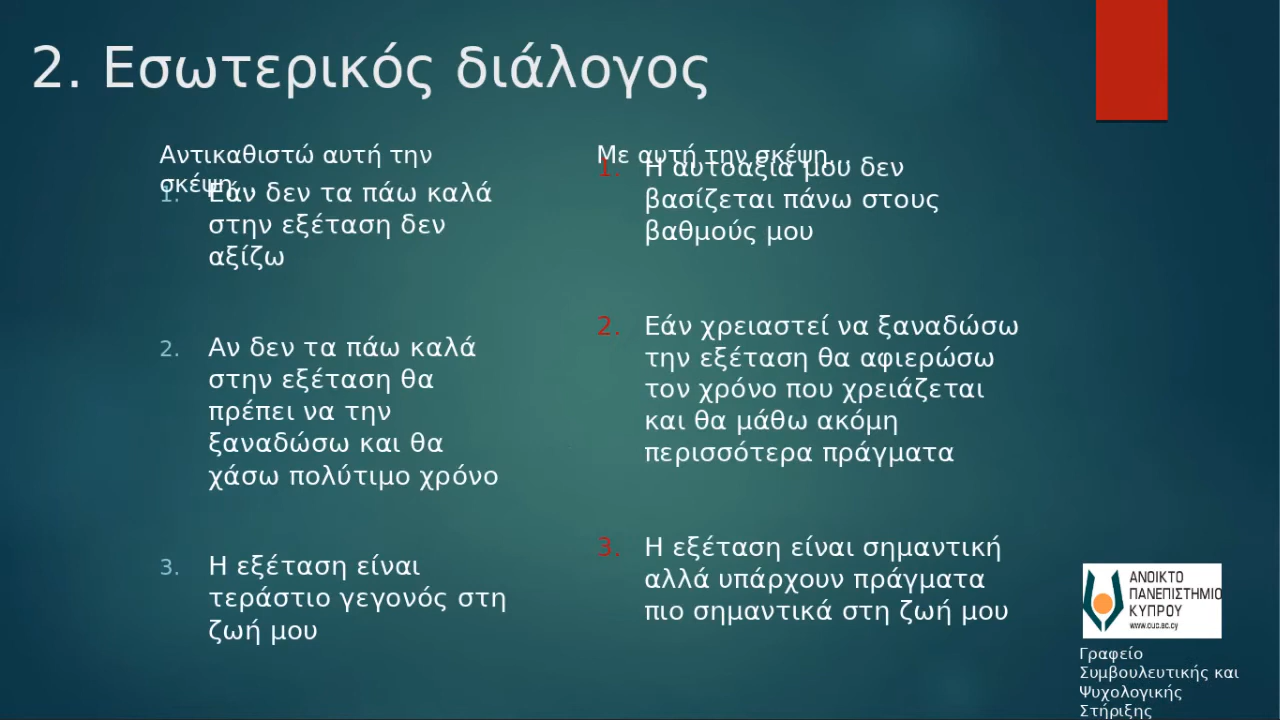 2. Εσωτερικός διάλογος
Αντικαθιστώ αυτή την
σκέψη..
1. Εάν δεν τα πάω καλά
στην εξέταση δεν
αξίζω
2. Αν δεν τα πάω καλά
στην εξέταση θα
πρέπει να την
ξαναδώσω και θα
χάσω πολύτιμο χρόνο
3. Η εξέταση είναι
τεράστιο γεγονός στη
ζωή μου
Με αυτή την σκέψη...
1. Η αυτοαξία μου δεν
βασίζεται πάνω στους
βαθμούς μου
2. Εάν χρειαστεί να ξαναδώσω
την εξέταση θα αφιερώσω
τον χρόνο που χρειάζεται
και θα μάθω ακόμη
περισσότερα πράγματα
3. Η εξέταση είναι σημαντική
αλλά υπάρχουν πράγματα
πιο σημαντικά στη ζωή μου
ΑΝΟΙΚΤΟ
ΠΑΝΕΠΙΣΤΗΜΙΟ
ΚΥΠΡΟΥ
www.ouc.ac.cy
Γραφείο
Συμβουλευτικής και
Ψυχολογικής
Στήριξης